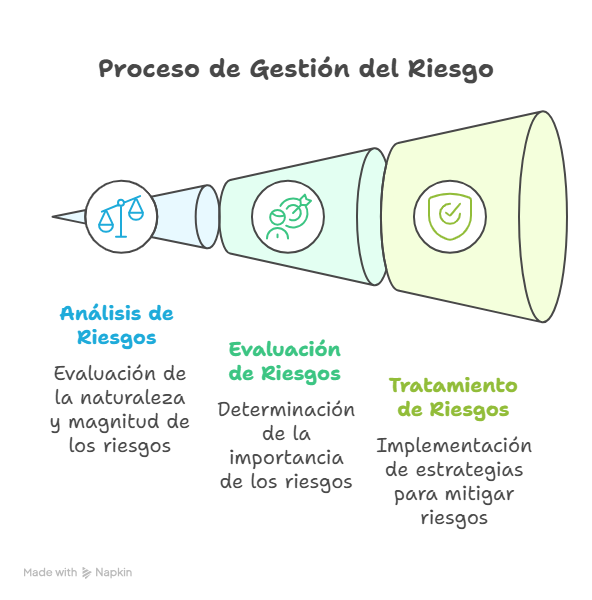 Proceso de Gestión del Riesgo
Análisis de
Riesgos
Evaluación de
la naturaleza
y magnitud de
los riesgos
Evaluación
de Riesgos
Determinación
de la
importancia
de los riesgos
Tratamiento
de Riesgos
Implementación
de estrategias
para mitigar
riesgos
Made with Napkin